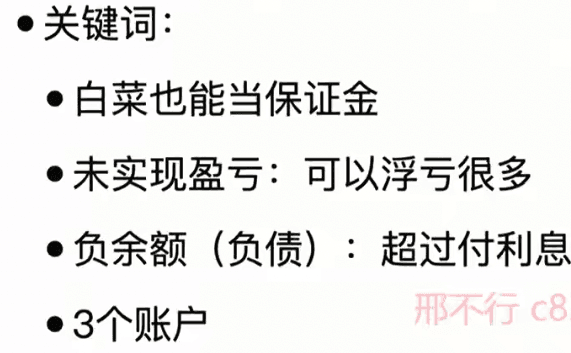 • 关键词：
• 白菜也能当保证金
• 未实现盈亏：可以浮亏很多
• 负余额（负债）：超过付利息
邢不行 c8
• 3个账户